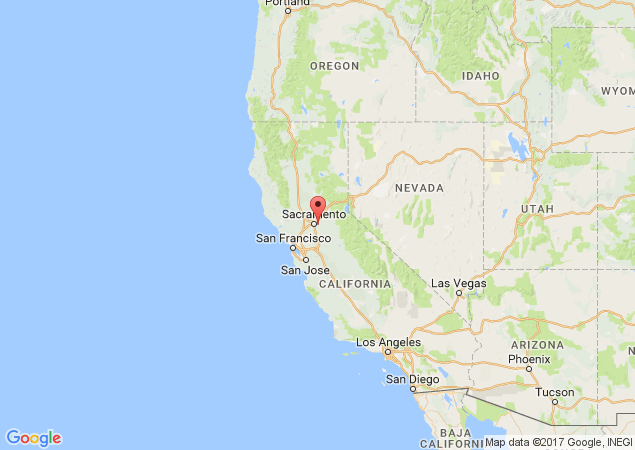 Portland
OREGON
IDAHO
WYOM
NEVADA
UTAH
Sacramento
San Francisco
San Jose
CALIFORNIA
Las Vegas
Los Angeles
ARIZONA
Phoenix
San Diego
Tucson
BAJA
CALIFORNIA
Google
Map data ©2017 Google, INEGI